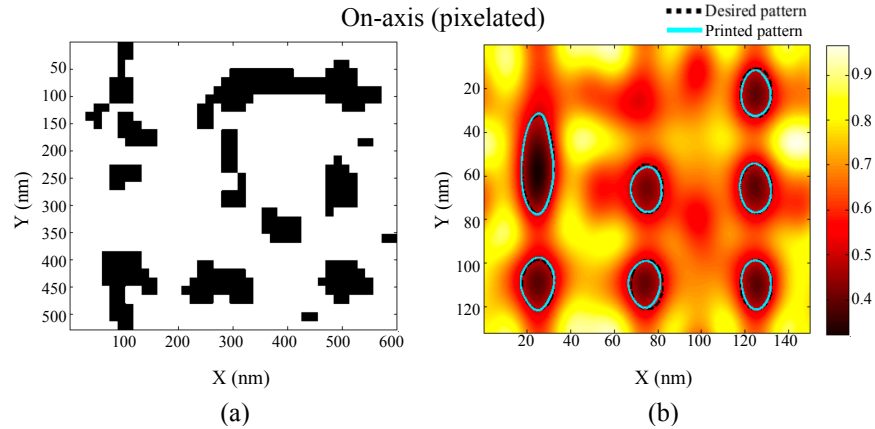 On-axis (pixelated)
Desired pattern
Printed pattern
50
100
150
200
250
300
350
400
450
500
Y (nm)
100 200 300 400 500 600
X (nm)
(a)
20
40
60
80
100
120
Y (nm)
20 40 60 80 100 120 140
X (nm)
(b)
0.9
0.8
0.7
0.6
0.5
0.4